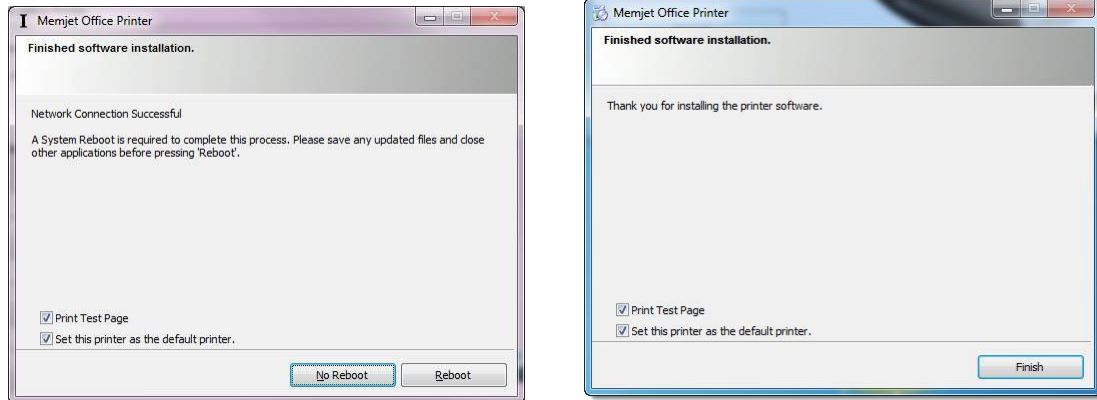 Memjet Office Printer
Finished software installation.
Network Connection Successful
A System Reboot is required to complete this process. Please save any updated files and close
other applications before pressing 'Reboot'.
Print Test Page
Set this printer as the default printer.
No Reboot
Reboot
Memjet Office Printer
Finished software installation.
Thank you for installing the printer software.
Print Test Page
Set this printer as the default printer.
Finish